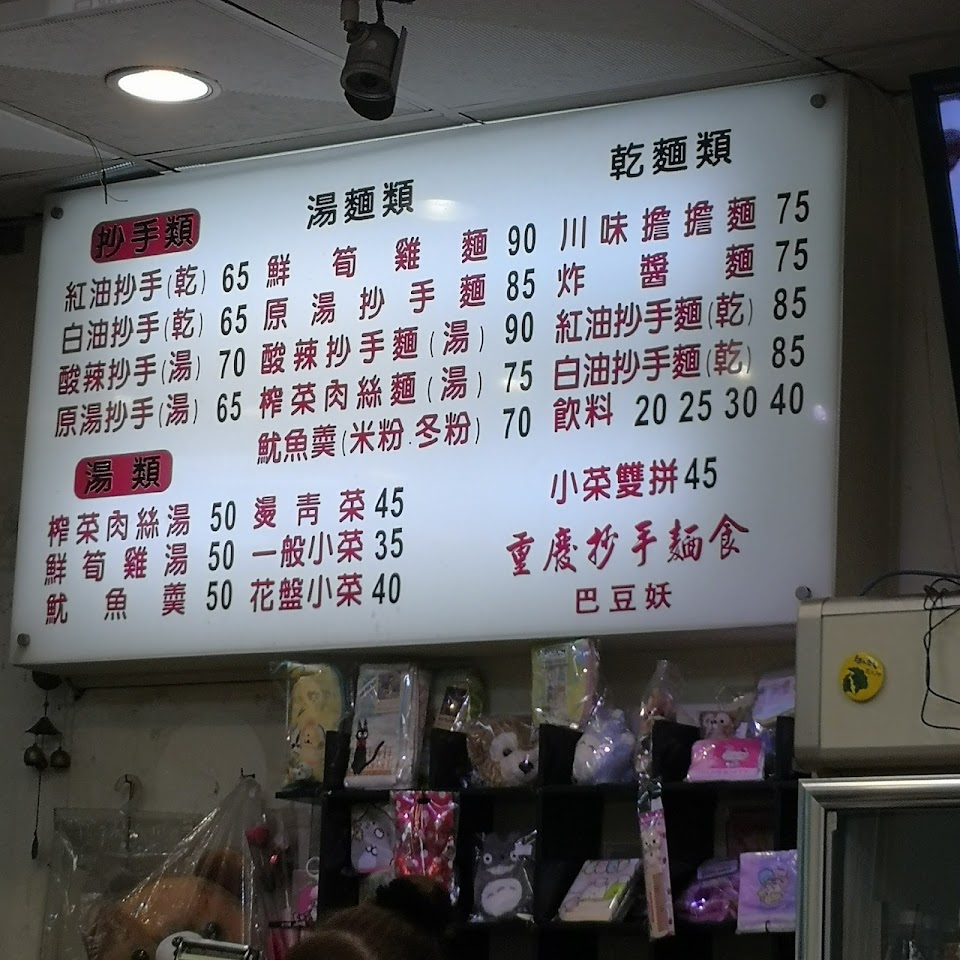 抄手類
紅油抄手(乾) 65
白油抄手(乾) 65
酸辣抄手(湯) 70
原湯抄手(湯) 65
湯類
榨菜肉絲湯 50
鮮筍雞湯 50
魷魚羹 50
湯麵類
鮮筍雞麵 90
原湯抄手麵 85
酸辣抄手麵(湯) 90
榨菜肉絲麵(湯) 75
魷魚羹(米粉.冬粉) 70
燙青菜 45
一般小菜 35
花盤小菜 40
乾麵類
川味擔擔麵 75
炸醬麵 75
紅油抄手麵(乾) 85
白油抄手麵(乾) 85
飲料 20 25 30 40
小菜雙拼 45
重慶抄手麵食
巴豆妖